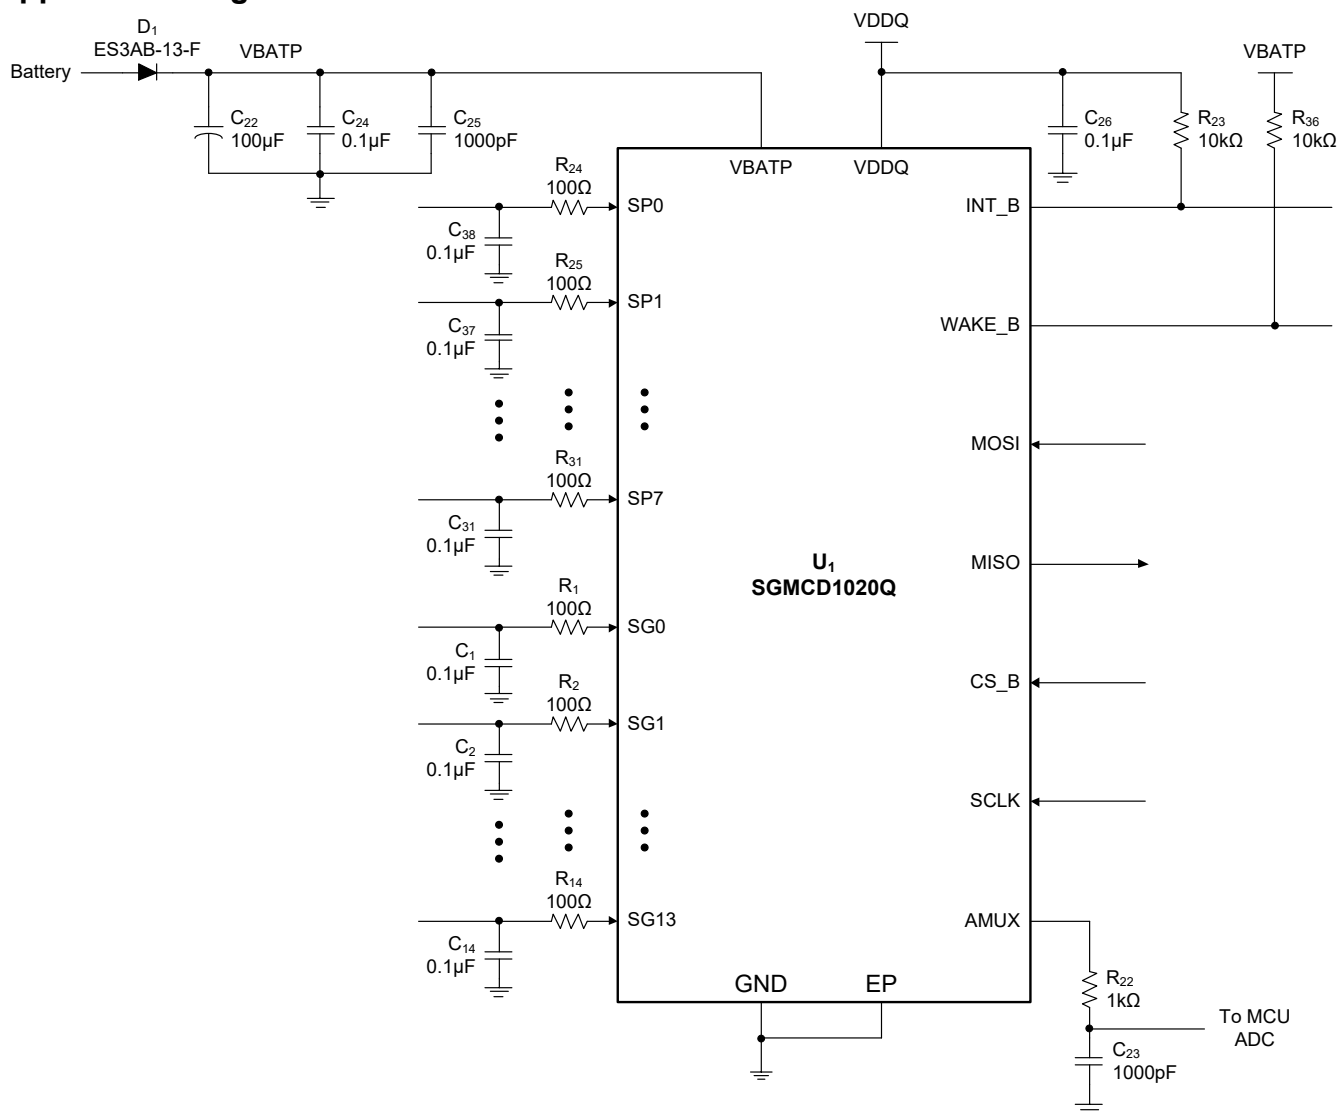 D₁
ES3AB-13-F
Battery
VBATP
C₂₂
100µF
C₂₄
0.1µF
C₂₅
1000pF
VDDQ
VBATP
C₂₆
0.1µF
R₂₃
10kΩ
R₃₆
10kΩ
VBATP
VDDQ
R₂₄
100Ω
SP0
C₃₈
0.1µF
R₂₅
100Ω
SP1
C₃₇
0.1µF
R₃₁
100Ω
SP7
C₃₁
0.1µF
R₁
100Ω
SG0
C₁
0.1µF
R₂
100Ω
SG1
C₂
0.1µF
R₁₄
100Ω
SG13
C₁₄
0.1µF
U₁
SGMCD1020Q
INT_B
WAKE_B
MOSI
MISO
CS_B
SCLK
AMUX
GND
EP
R₂₂
1kΩ
To MCU
ADC
C₂₃
1000pF